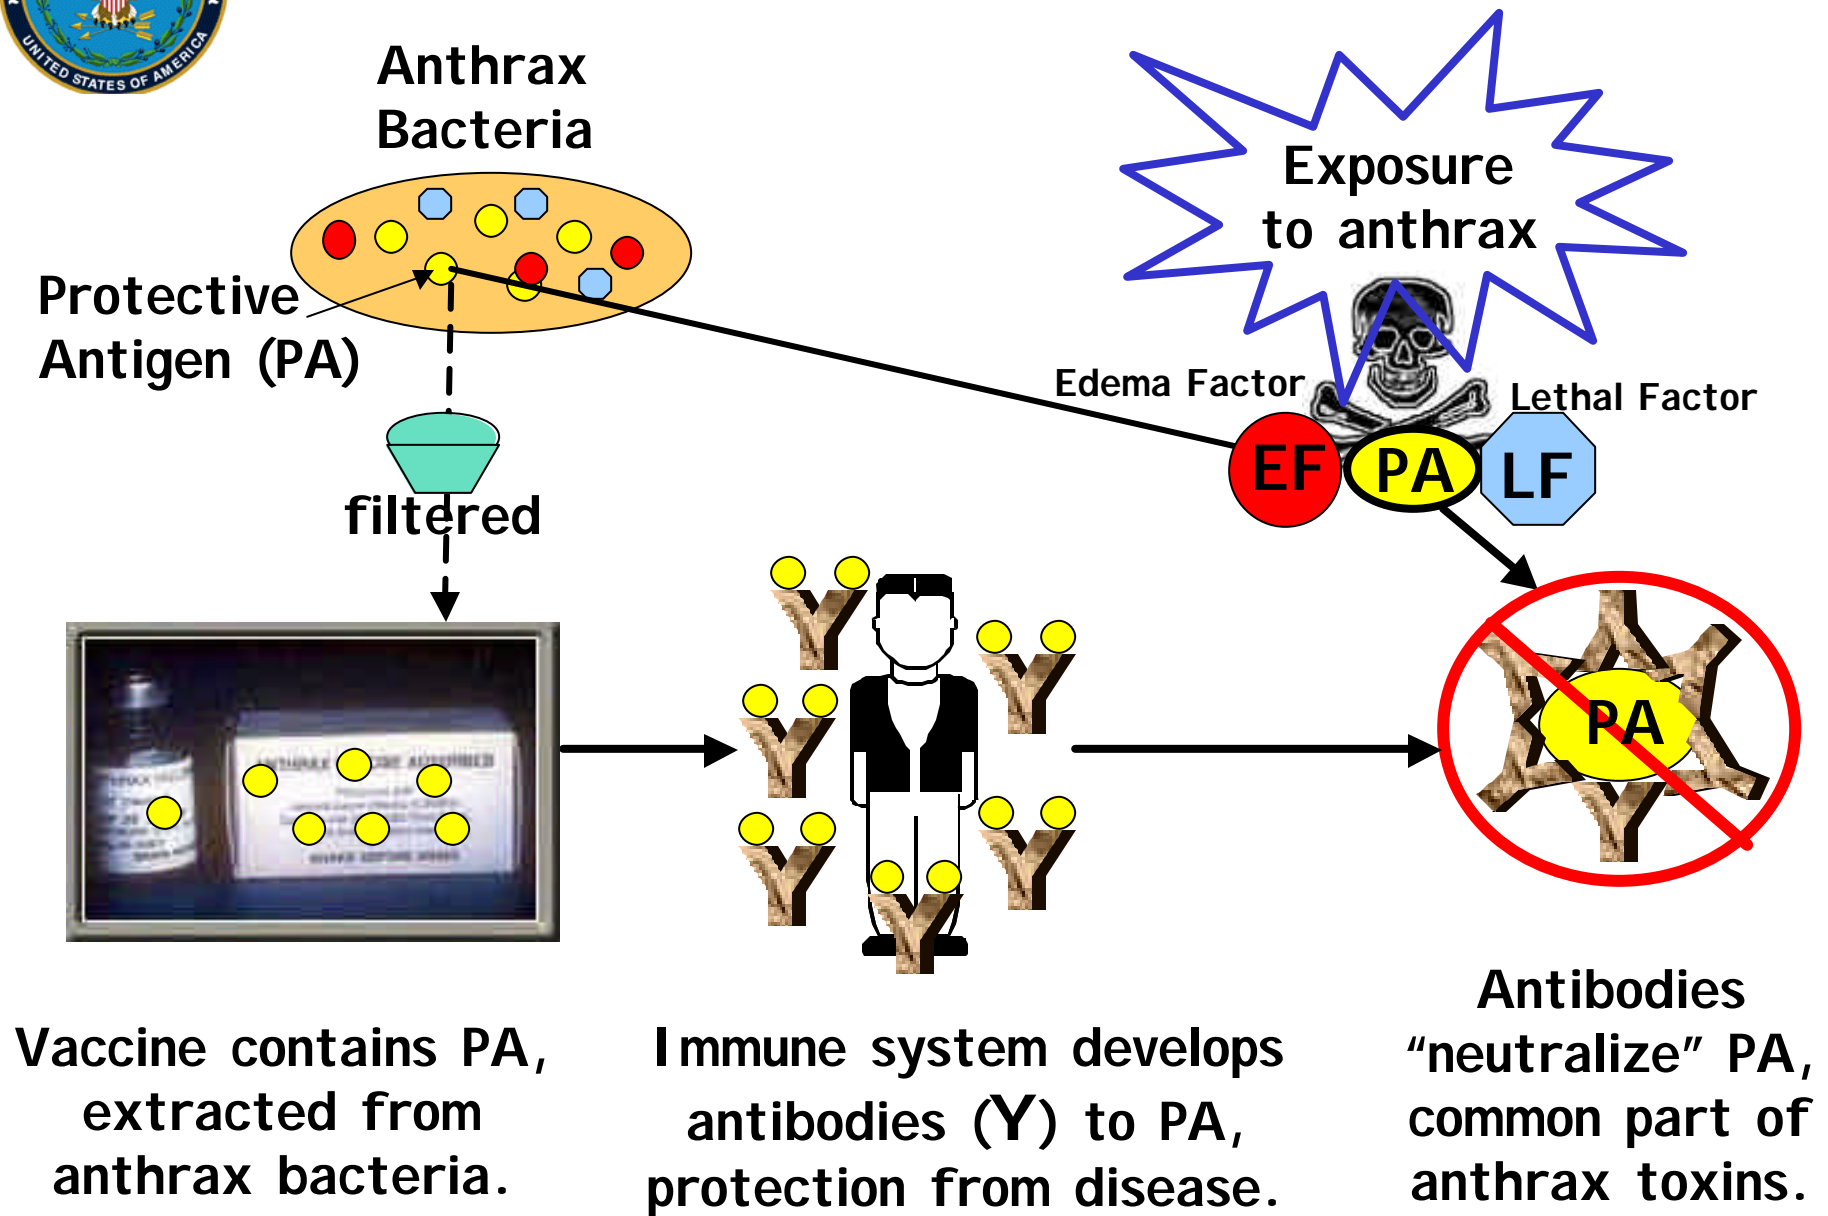 UNITED STATES OF AMERICA
Anthrax
Bacteria
Exposure
to anthrax
Protective
Antigen (PA)
Edema Factor
Lethal Factor
EF
PA
LF
filtered
PA
Vaccine contains PA,
extracted from
anthrax bacteria.
Immune system develops
antibodies (Y) to PA,
protection from disease.
Antibodies
“neutralize” PA,
common part of
anthrax toxins.